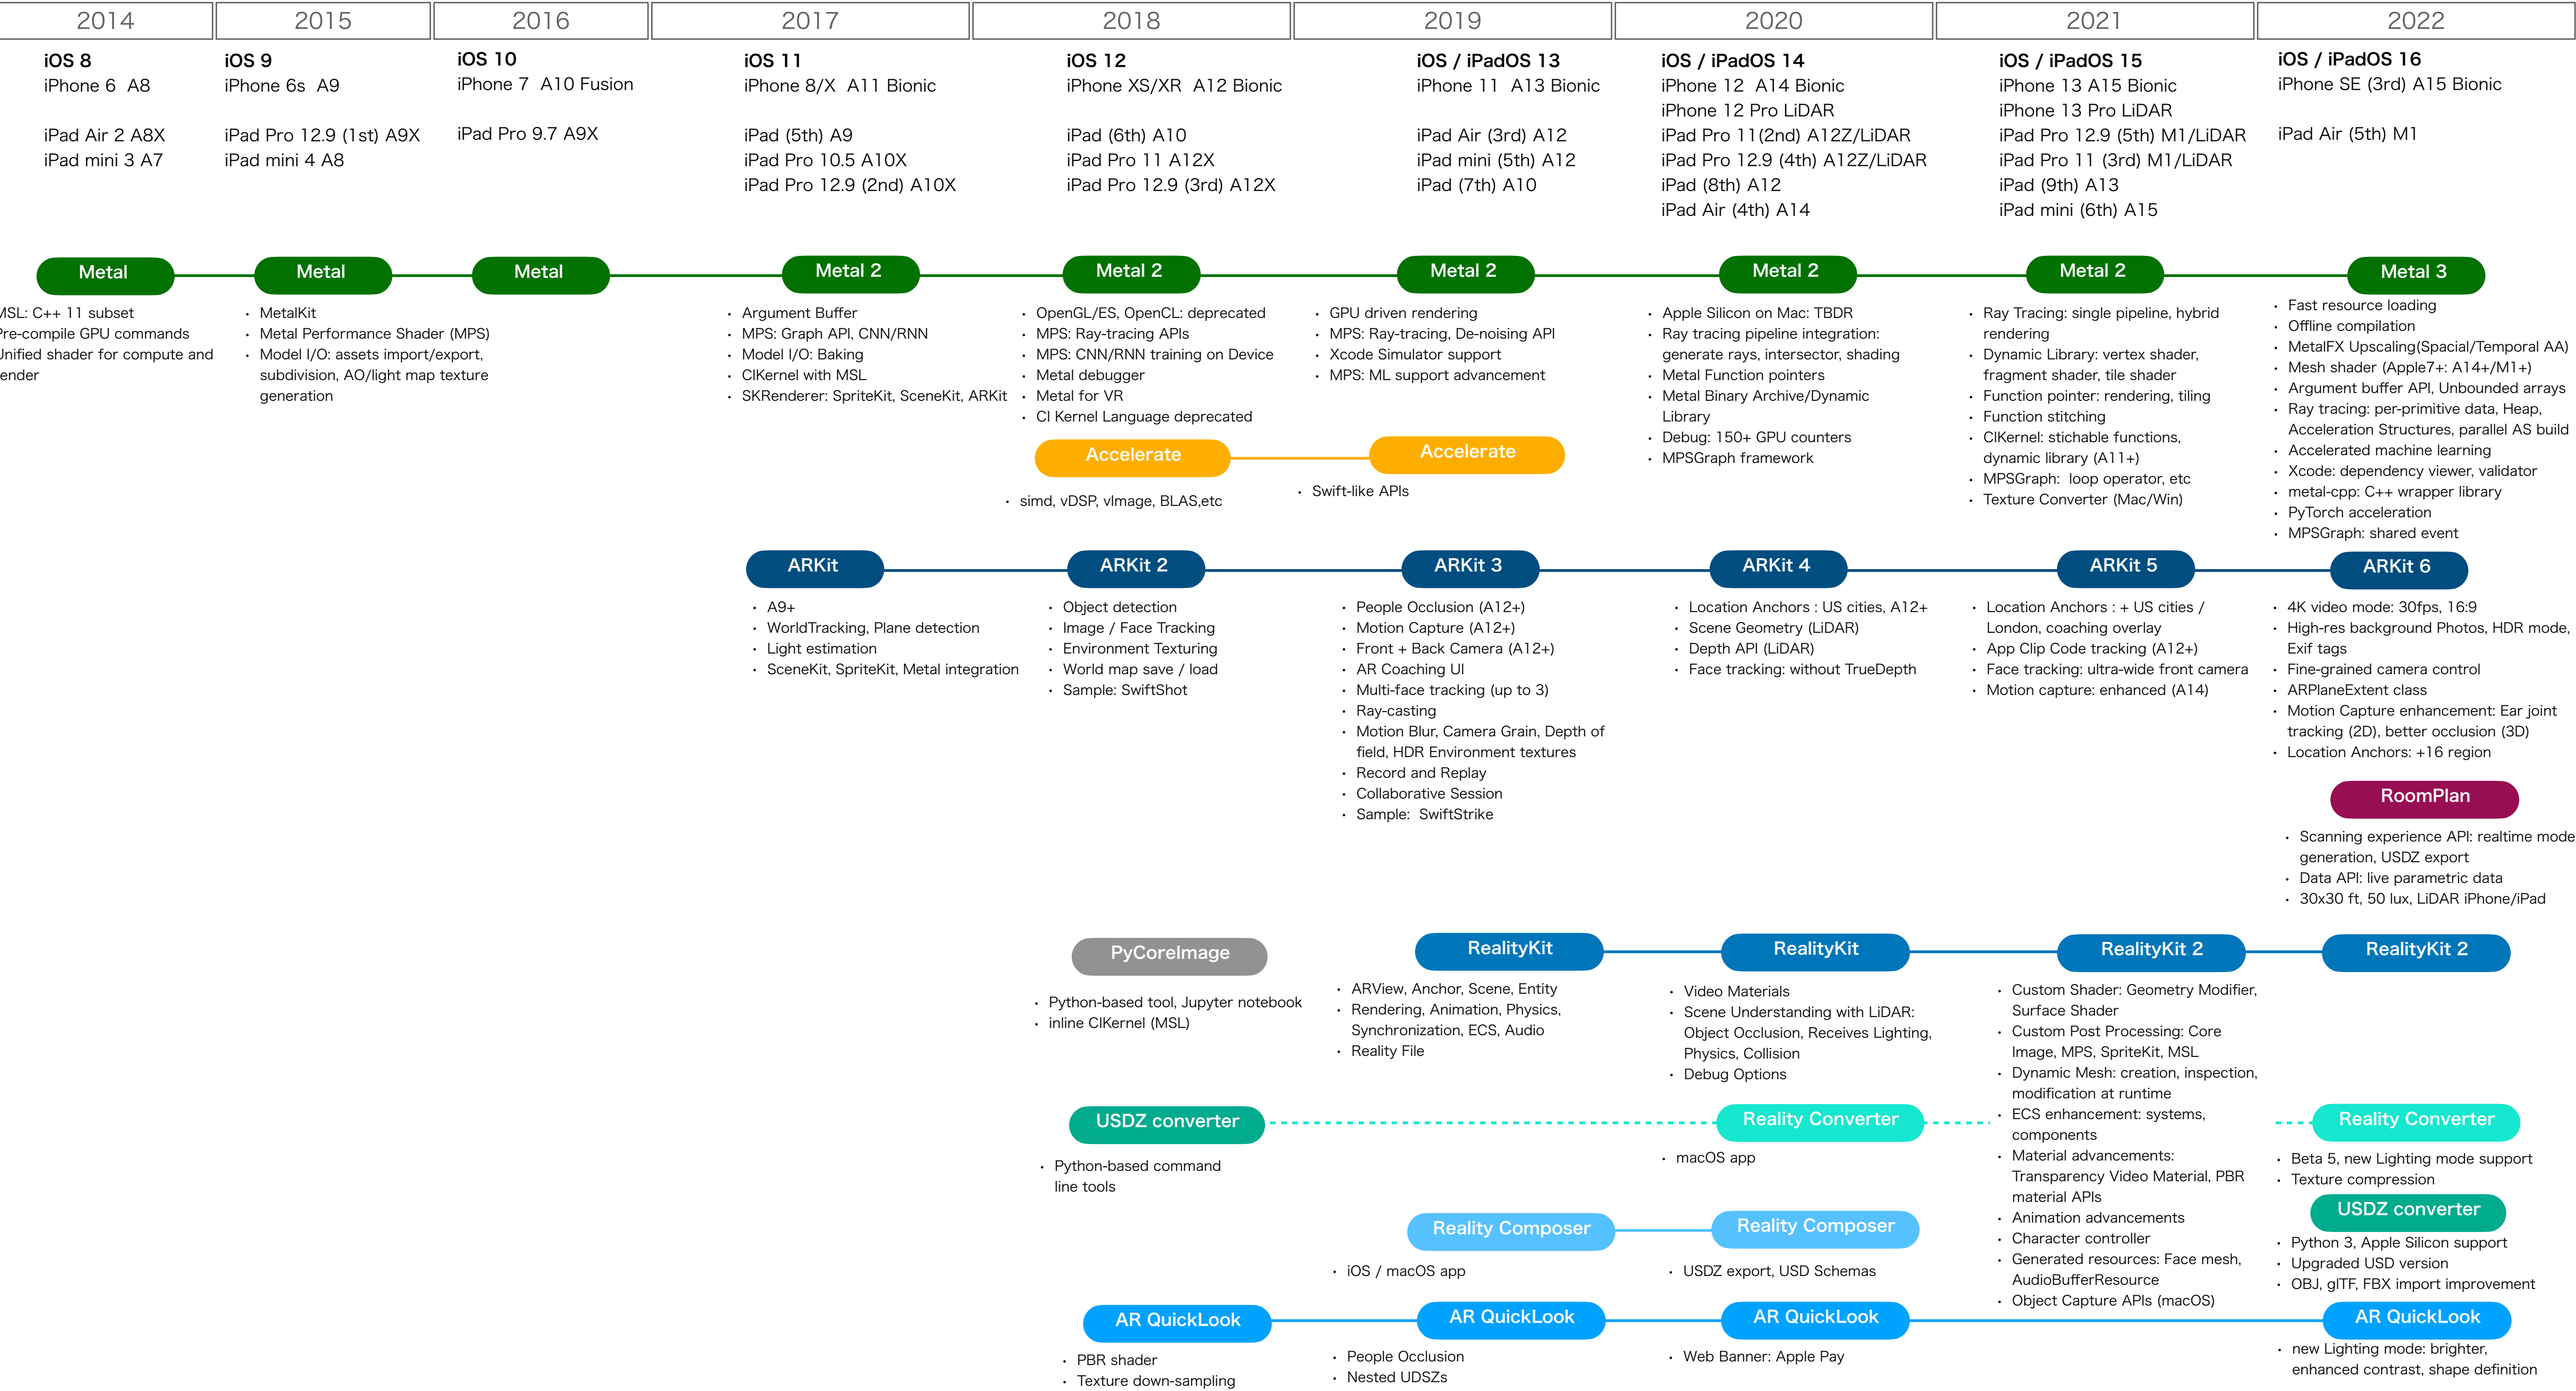 2014 2015 2016 2017 2018 2019 2020 2021 2022
iOS 8
iPhone 6 A8
iPad Air 2 A8X
iPad mini 3 A7
iOS 9
iPhone 6s A9
iPad Pro 12.9 (1st) A9X
iPad mini 4 A8
iOS 10
iPhone 7 A10 Fusion
iPad Pro 9.7 A9X
iOS 11
iPhone 8/X A11 Bionic
iPad (5th) A9
iPad Pro 10.5 A10X
iPad Pro 12.9 (2nd) A10X
iOS 12
iPhone XS/XR A12 Bionic
iPad (6th) A10
iPad Pro 11 A12X
iPad Pro 12.9 (3rd) A12X
iOS / iPadOS 13
iPhone 11 A13 Bionic
iPad Air (3rd) A12
iPad mini (5th) A12
iPad (7th) A10
iOS / iPadOS 14
iPhone 12 A14 Bionic
iPhone 12 Pro LiDAR
iPad Pro 11(2nd) A12Z/LiDAR
iPad Pro 12.9 (4th) A12Z/LiDAR
iPad (8th) A12
iPad Air (4th) A14
iOS / iPadOS 15
iPhone 13 A15 Bionic
iPhone 13 Pro LiDAR
iPad Pro 12.9 (5th) M1/LiDAR
iPad Pro 11 (3rd) M1/LiDAR
iPad (9th) A13
iPad mini (6th) A15
iOS / iPadOS 16
iPhone SE (3rd) A15 Bionic
iPad Air (5th) M1
Metal
MSL: C++ 11 subset
Pre-compile GPU commands
Unified shader for compute and
render
Metal
• MetalKit
• Metal Performance Shader (MPS)
• Model I/O: assets import/export,
subdivision, AO/light map texture
generation
Metal
Metal 2
• Argument Buffer
• MPS: Graph API, CNN/RNN
• Model I/O: Baking
• CIKernel with MSL
• SKRenderer: SpriteKit, SceneKit, ARKit
Metal 2
• OpenGL/ES, OpenCL: deprecated
• MPS: Ray-tracing APIs
• MPS: CNN/RNN training on Device
• Metal debugger
• Metal for VR
• CI Kernel Language deprecated
Metal 2
• GPU driven rendering
• MPS: Ray-tracing, De-noising API
• Xcode Simulator support
• MPS: ML support advancement
Metal 2
• Apple Silicon on Mac: TBDR
• Ray tracing pipeline integration:
generate rays, intersector, shading
• Metal Function pointers
• Metal Binary Archive/Dynamic
Library
• Debug: 150+ GPU counters
• MPSGraph framework
Metal 2
• Ray Tracing: single pipeline, hybrid
rendering
• Dynamic Library: vertex shader,
fragment shader, tile shader
• Function pointer: rendering, tiling
• Function stitching
• CIKernel: stichable functions,
dynamic library (A11+)
• MPSGraph: loop operator, etc
• Texture Converter (Mac/Win)
Metal 3
• Fast resource loading
• Offline compilation
• MetalFX Upscaling(Spacial/Temporal AA)
• Mesh shader (Apple7+: A14+/M1+)
• Argument buffer API, Unbounded arrays
• Ray tracing: per-primitive data, Heap,
Acceleration Structures, parallel AS build
• Accelerated machine learning
• Xcode: dependency viewer, validator
• metal-cpp: C++ wrapper library
• PyTorch acceleration
• MPSGraph: shared event
Accelerate
• simd, vDSP, vImage, BLAS,etc
Accelerate
• Swift-like APIs
ARKit
• A9+
• WorldTracking, Plane detection
• Light estimation
• SceneKit, SpriteKit, Metal integration
ARKit 2
• Object detection
• Image / Face Tracking
• Environment Texturing
• World map save / load
• Sample: SwiftShot
ARKit 3
• People Occlusion (A12+)
• Motion Capture (A12+)
• Front + Back Camera (A12+)
• AR Coaching UI
• Multi-face tracking (up to 3)
• Ray-casting
• Motion Blur, Camera Grain, Depth of
field, HDR Environment textures
• Record and Replay
• Collaborative Session
• Sample: SwiftStrike
ARKit 4
• Location Anchors : US cities, A12+
• Scene Geometry (LiDAR)
• Depth API (LiDAR)
• Face tracking: without TrueDepth
ARKit 5
• Location Anchors : + US cities /
London, coaching overlay
• App Clip Code tracking (A12+)
• Face tracking: ultra-wide front camera
• Motion capture: enhanced (A14)
ARKit 6
• 4K video mode: 30fps, 16:9
• High-res background Photos, HDR mode,
Exif tags
• Fine-grained camera control
• ARPlaneExtent class
• Motion Capture enhancement: Ear joint
tracking (2D), better occlusion (3D)
• Location Anchors: +16 region
RoomPlan
• Scanning experience API: realtime mode
generation, USDZ export
• Data API: live parametric data
• 30x30 ft, 50 lux, LiDAR iPhone/iPad
PyCoreImage
• Python-based tool, Jupyter notebook
• inline CIKernel (MSL)
RealityKit
• ARView, Anchor, Scene, Entity
• Rendering, Animation, Physics,
Synchronization, ECS, Audio
• Reality File
RealityKit
• Video Materials
• Scene Understanding with LiDAR:
Object Occlusion, Receives Lighting,
Physics, Collision
• Debug Options
RealityKit 2
• Custom Shader: Geometry Modifier,
Surface Shader
• Custom Post Processing: Core
Image, MPS, SpriteKit, MSL
• Dynamic Mesh: creation, inspection,
modification at runtime
• ECS enhancement: systems,
components
• Material advancements:
Transparency Video Material, PBR
material APIs
• Animation advancements
• Character controller
• Generated resources: Face mesh,
AudioBufferResource
• Object Capture APIs (macOS)
RealityKit 2
USDZ converter
• Python-based command
line tools
Reality Converter
• macOS app
Reality Converter
• Beta 5, new Lighting mode support
• Texture compression
USDZ converter
• Python 3, Apple Silicon support
• Upgraded USD version
• OBJ, glTF, FBX import improvement
Reality Composer
• iOS / macOS app
Reality Composer
• USDZ export, USD Schemas
AR QuickLook
• PBR shader
• Texture down-sampling
AR QuickLook
• People Occlusion
• Nested UDSZs
AR QuickLook
• Web Banner: Apple Pay
AR QuickLook
• new Lighting mode: brighter,
enhanced contrast, shape definition